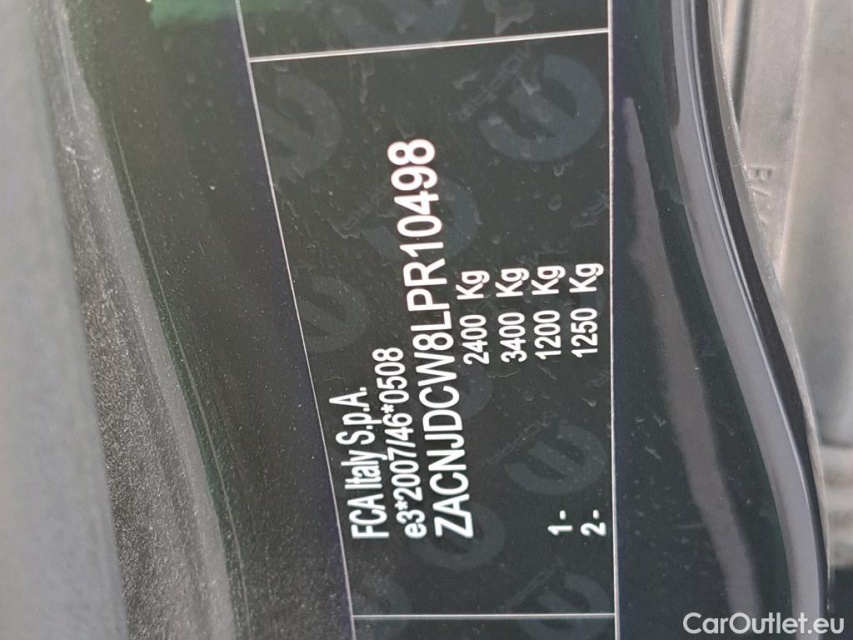 FCA Italy S.p.A.
e3*2007/46*0508
ZACNJDCW8LPR10498
2400 Kg
3400 Kg
1- 1200 Kg
2- 1250 Kg
CarOutlet.eu